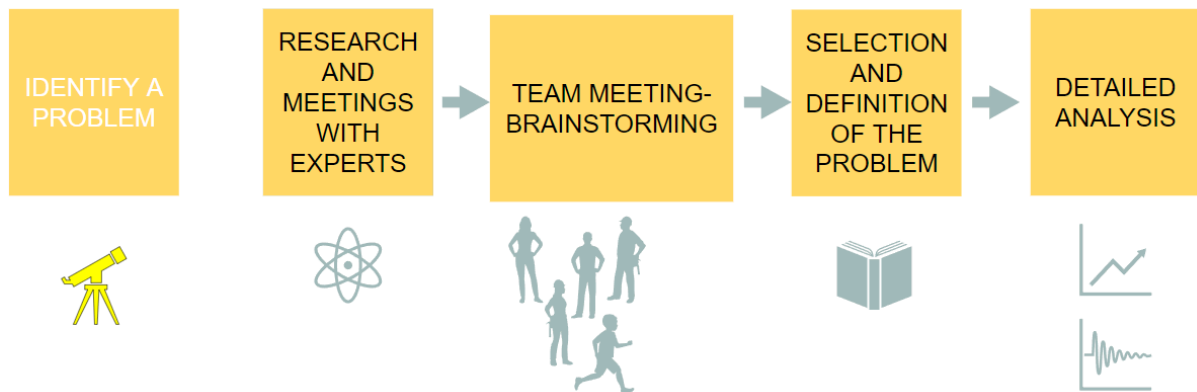 IDENTIFY A
PROBLEM
RESEARCH
AND
MEETINGS
WITH
EXPERTS
TEAM MEETING-
BRAINSTORMING
SELECTION
AND
DEFINITION
OF THE
PROBLEM
DETAILED
ANALYSIS